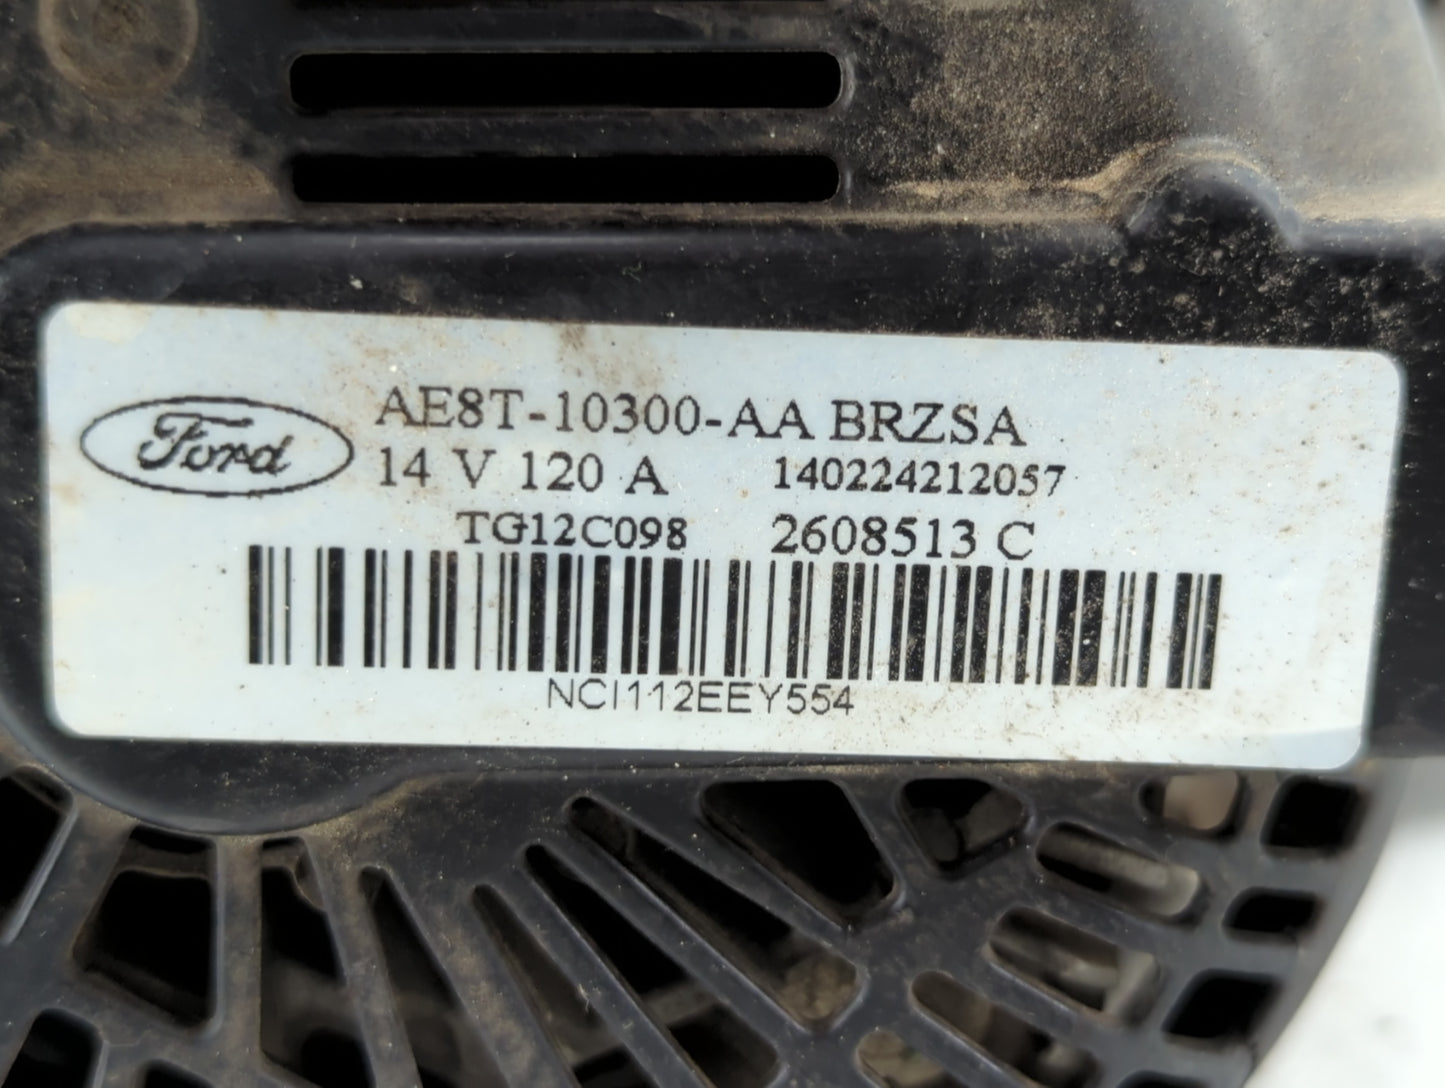 Ford
AE8T-10300-AA BRZSA
14 V 120 A 140224212057
TG12C098 2608513 C
NCI112EEY554